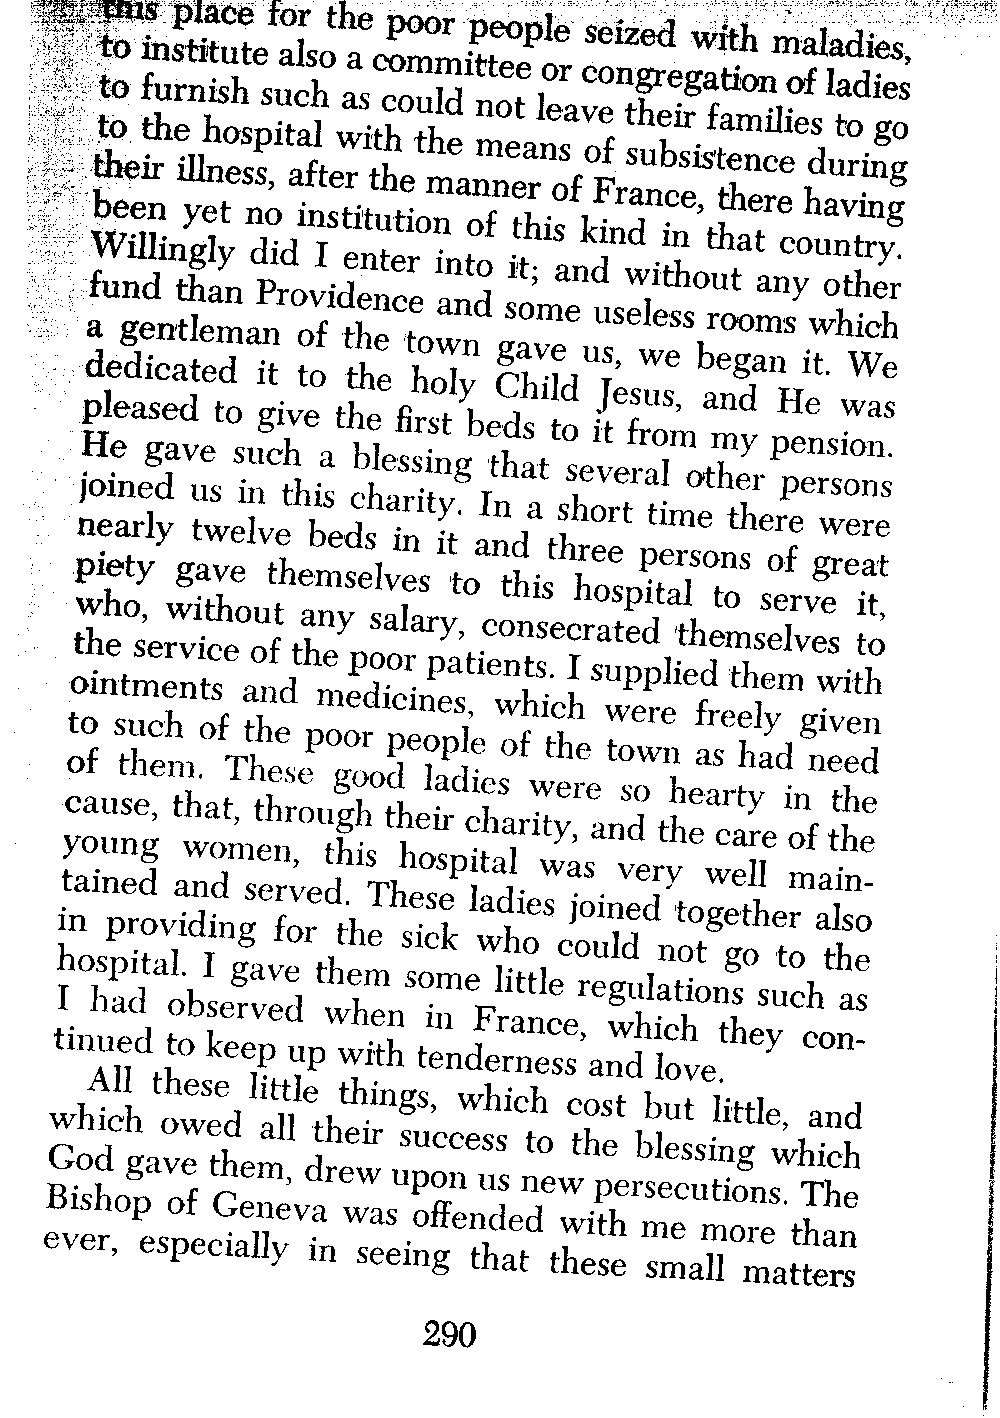 this place for the poor people seized with maladies,
to institute also a committee or congregation of ladies
to furnish such as could not leave their families to go
to the hospital with the means of subsistence during
their illness, after the manner of France, there having
been yet no institution of this kind in that country.
Willingly did I enter into it; and without any other
fund than Providence and some useless rooms which
a gentleman of the town gave us, we began it. We
dedicated it to the holy Child Jesus, and He was
pleased to give the first beds to it from my pension.
He gave such a blessing that several other persons
joined us in this charity. In a short time there were
nearly twelve beds in it and three persons of great
piety gave themselves to this hospital to serve it,
who, without any salary, consecrated themselves to
the service of the poor patients. I supplied them with
ointments and medicines, which were freely given
to such of the poor people of the town as had need
of them. These good ladies were so hearty in the
cause, that, through their charity, and the care of the
young women, this hospital was very well main-
tained and served. These ladies joined together also
in providing for the sick who could not go to the
hospital. I gave them some little regulations such as
I had observed when in France, which they con-
tinued to keep up with tenderness and love.
All these little things, which cost but little, and
which owed all their success to the blessing which
God gave them, drew upon us new persecutions. The
Bishop of Geneva was offended with me more than
ever, especially in seeing that these small matters
290